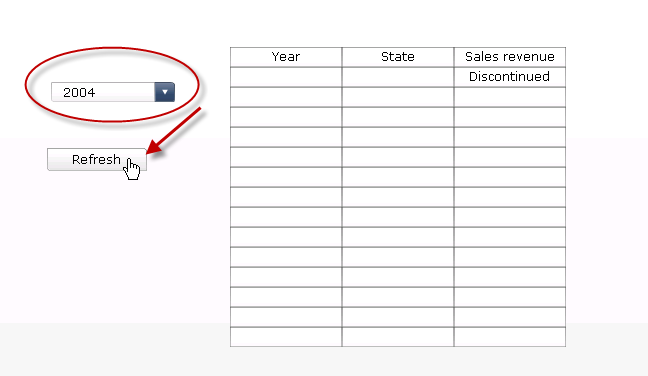 2004
Refresh
Year State Sales revenue
Discontinued